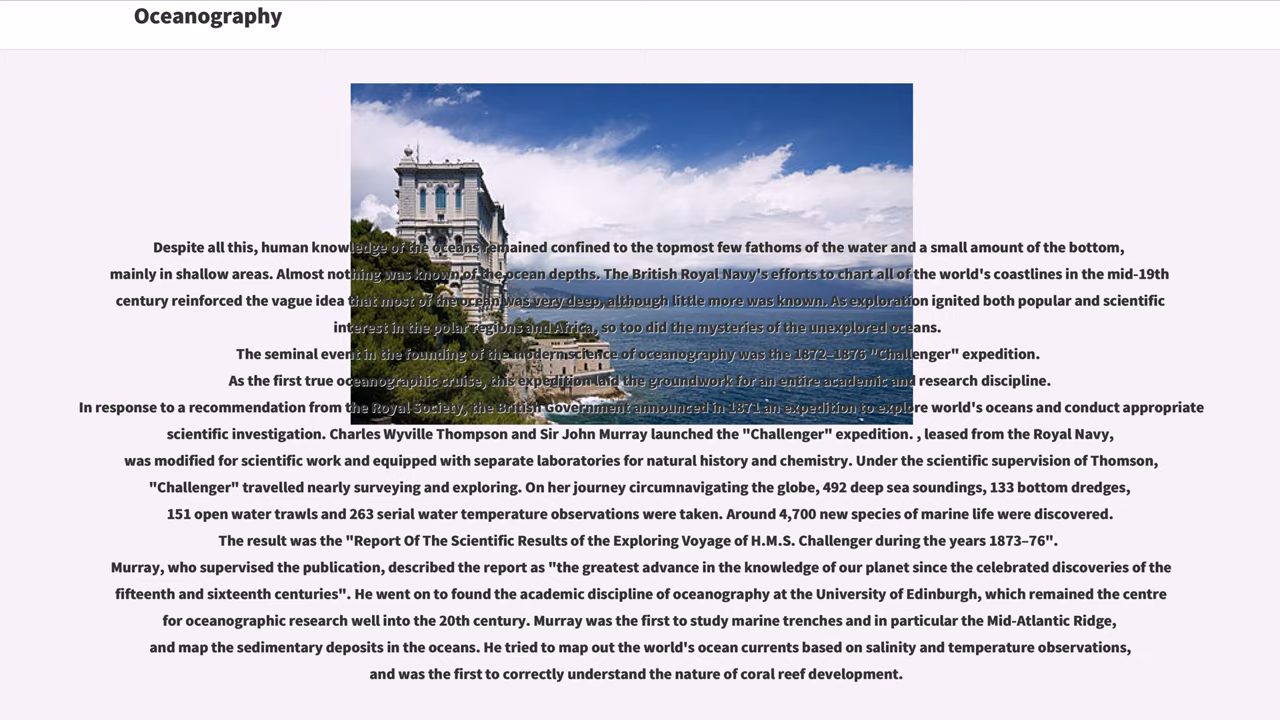 Oceanography
Despite all this, human knowledge of the oceans remained confined to the topmost few fathoms of the water and a small amount of the bottom,
mainly in shallow areas. Almost nothing was known of the ocean depths. The British Royal Navy's efforts to chart all of the world's coastlines in the mid-19th
century reinforced the vague idea that most of the ocean was very deep, although little more was known. As exploration ignited both popular and scientific
interest in the polar regions and Africa, so too did the mysteries of the unexplored oceans.
The seminal event in the founding of the modern science of oceanography was the 1872–1876 "Challenger" expedition.
As the first true oceanographic cruise, this expedition laid the groundwork for an entire academic and research discipline.
In response to a recommendation from the Royal Society, the British Government announced in 1871 an expedition to explore world's oceans and conduct appropriate
scientific investigation. Charles Wyville Thompson and Sir John Murray launched the "Challenger" expedition. , leased from the Royal Navy,
was modified for scientific work and equipped with separate laboratories for natural history and chemistry. Under the scientific supervision of Thomson,
"Challenger" travelled nearly surveying and exploring. On her journey circumnavigating the globe, 492 deep sea soundings, 133 bottom dredges,
151 open water trawls and 263 serial water temperature observations were taken. Around 4,700 new species of marine life were discovered.
The result was the "Report Of The Scientific Results of the Exploring Voyage of H.M.S. Challenger during the years 1873–76".
Murray, who supervised the publication, described the report as "the greatest advance in the knowledge of our planet since the celebrated discoveries of the
fifteenth and sixteenth centuries". He went on to found the academic discipline of oceanography at the University of Edinburgh, which remained the centre
for oceanographic research well into the 20th century. Murray was the first to study marine trenches and in particular the Mid-Atlantic Ridge,
and map the sedimentary deposits in the oceans. He tried to map out the world's ocean currents based on salinity and temperature observations,
and was the first to correctly understand the nature of coral reef development.